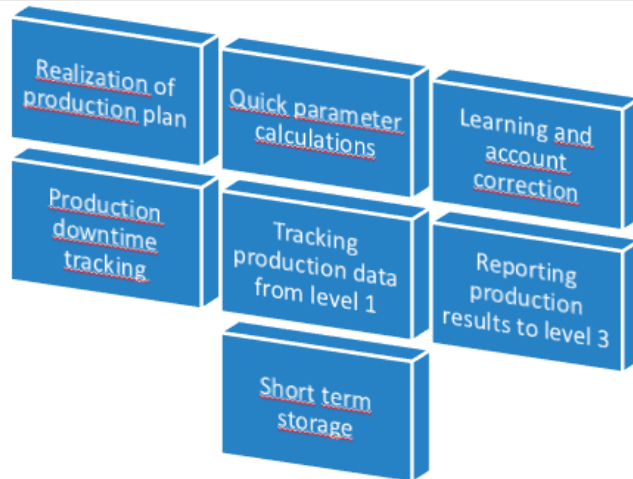 Realization of
production plan
Quick parameter
calculations
Learning and
account
correction
Production
downtime
tracking
Tracking
production data
from level 1
Reporting
production
results to level 3
Short term
storage